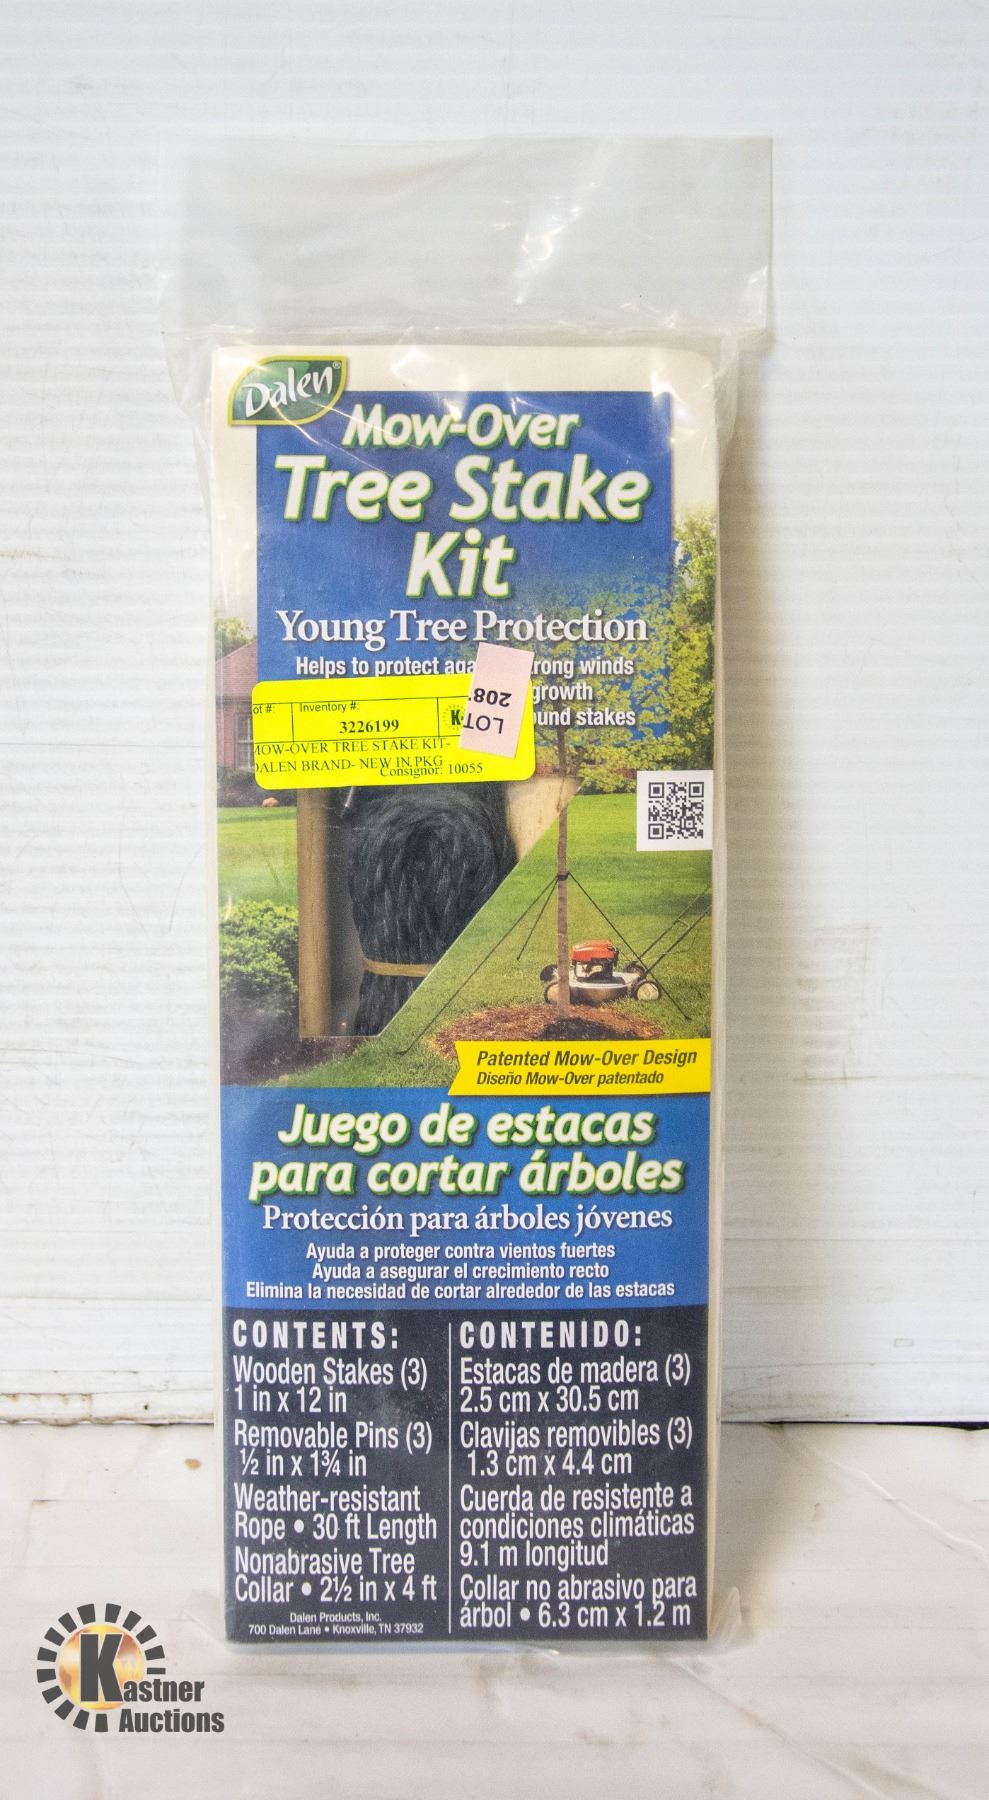 Dalen®
Mow-Over
Tree Stake
Kit
Young Tree Protection
Helps to protect winds
growth
stakes
Inventory #:
3226199
TREE STAKE KIT-
BRAND- NEW IN PKG
Consignor: 10055
LOT
208
Patented Mow-Over Design
Diseño Mow-Over patentado
Juego de estacas
para cortar árboles
Protección para árboles jóvenes
Ayuda a proteger contra vientos fuertes
Ayuda a asegurar el crecimiento recto
Elimina la necesidad de cortar alrededor de las estacas
CONTENTS:
Wooden Stakes (3)
1 in x 12 in
Removable Pins (3)
½ in x 1¾ in
Weather-resistant
Rope • 30 ft Length
Nonabrasive Tree
Collar • 2½ in x 4 ft
Dalen Products, Inc.
700 Dalen Lane • Knoxville, TN 37932
CONTENIDO:
Estacas de madera (3)
2.5 cm x 30.5 cm
Clavijas removibles (3)
1.3 cm x 4.4 cm
Cuerda de resistente a
condiciones climáticas
9.1 m longitud
Collar no abrasivo para
árbol • 6.3 cm x 1.2 m
Kastner
Auctions